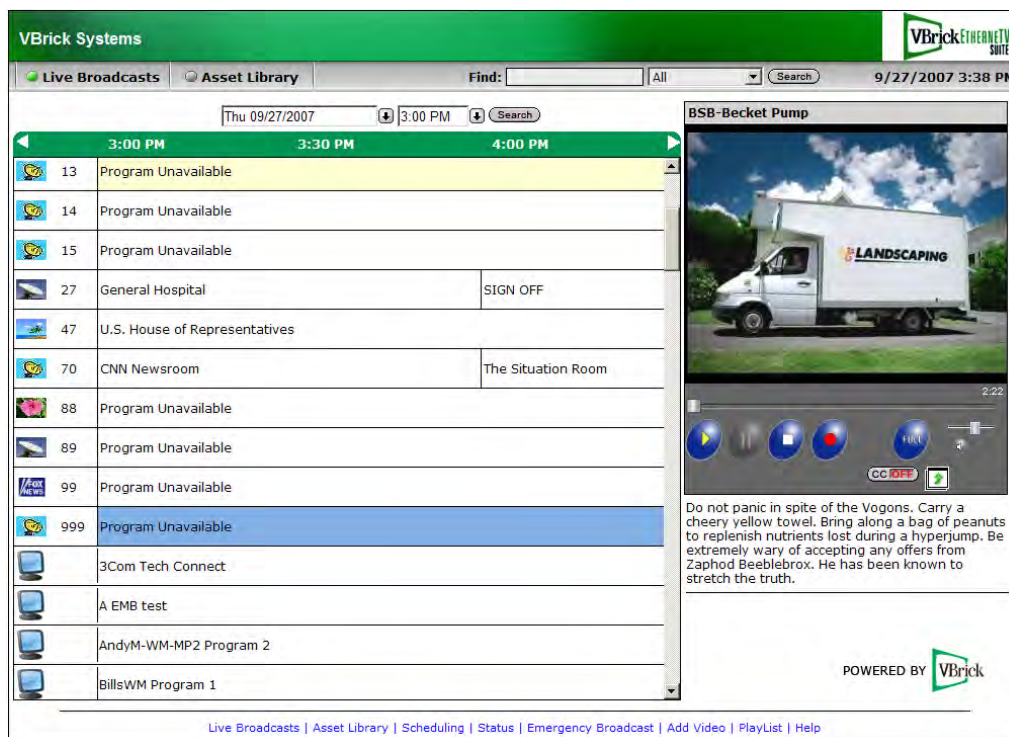 VBrick Systems
VBrick ETHERNETV SUITE
Live Broadcasts Asset Library Find: All Search 9/27/2007 3:38 PM
Thu 09/27/2007 3:00 PM Search
BSB-Becket Pump
3:00 PM 3:30 PM 4:00 PM
13 Program Unavailable
14 Program Unavailable
15 Program Unavailable
LANDSCAPING
27 General Hospital SIGN OFF
47 U.S. House of Representatives
70 CNN Newsroom The Situation Room
2:22
88 Program Unavailable
89 Program Unavailable
FULL
CC OFF
FOX NEWS 99 Program Unavailable
999 Program Unavailable
3Com Tech Connect
A EMB test
AndyM-WM-MP2 Program 2
BillsWM Program 1
Do not panic in spite of the Vogons. Carry a
cheery yellow towel. Bring along a bag of peanuts
to replenish nutrients lost during a hyperjump. Be
extremely wary of accepting any offers from
Zaphod Beeblebrox. He has been known to
stretch the truth.
POWERED BY VBrick
Live Broadcasts | Asset Library | Scheduling | Status | Emergency Broadcast | Add Video | PlayList | Help